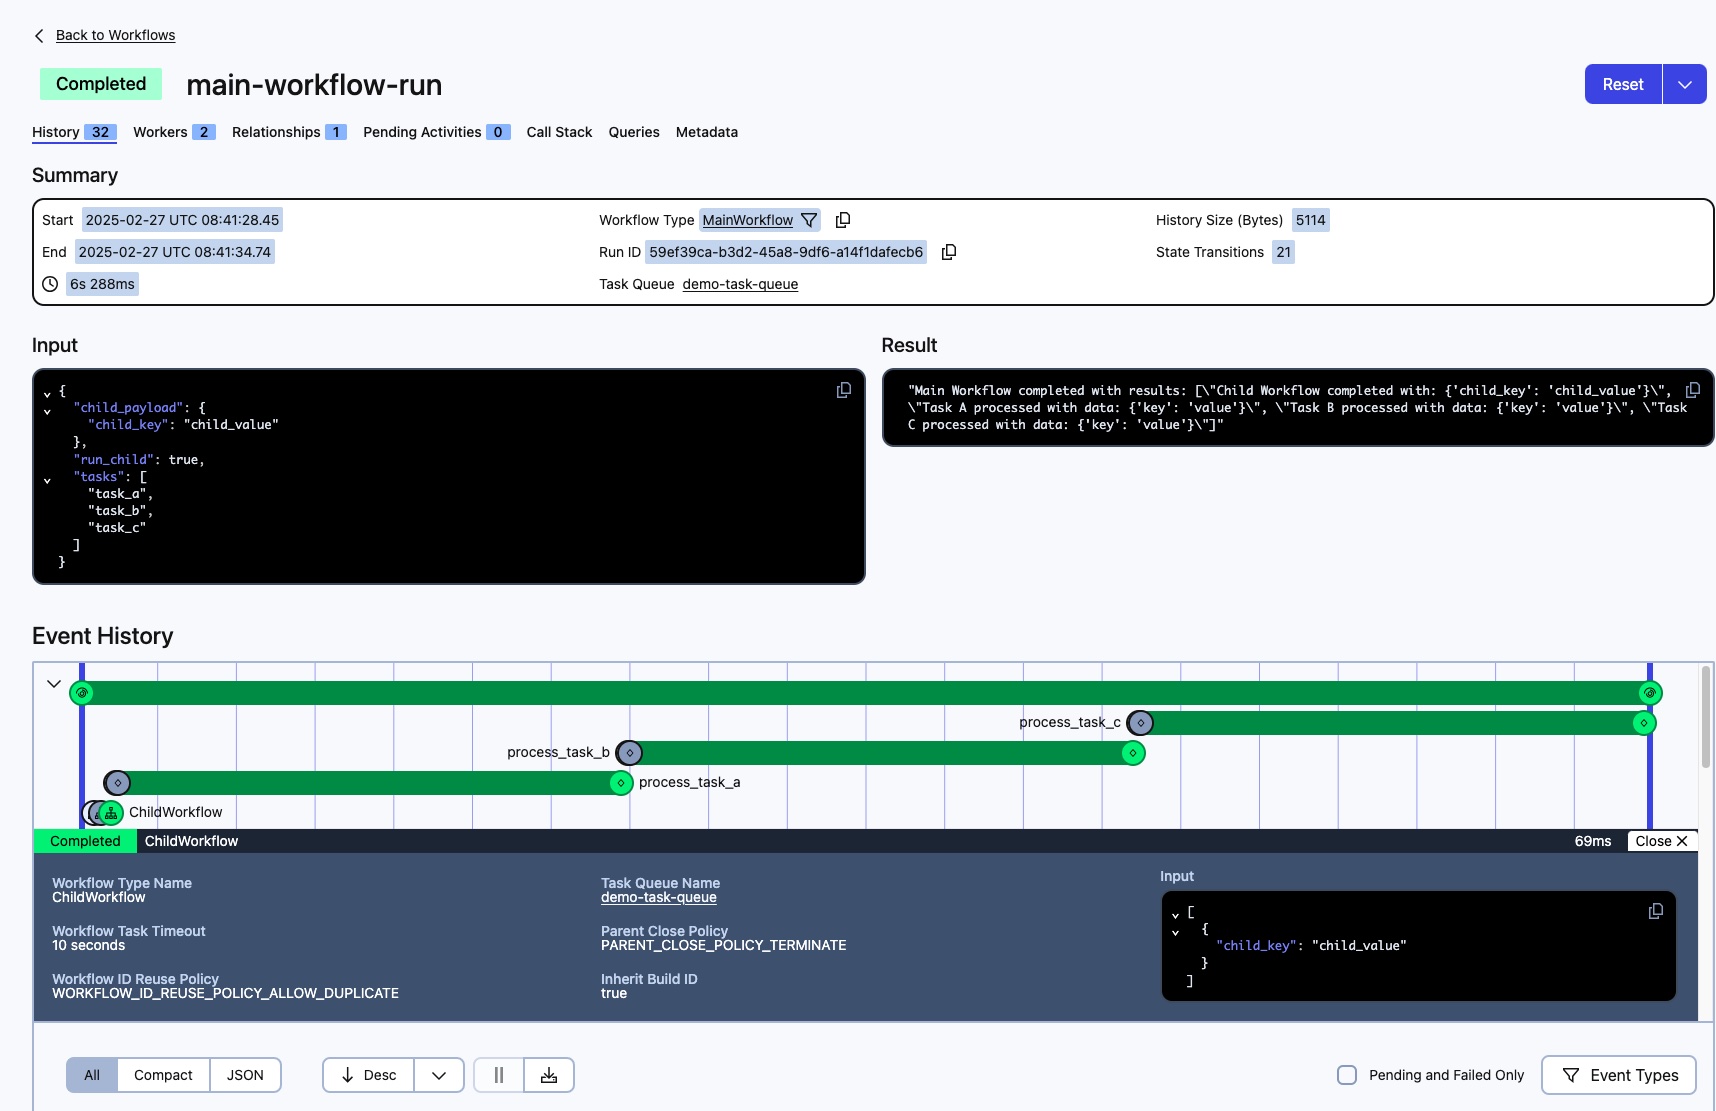 Back to Workflows
Completed main-workflow-run Reset
History 32 Workers 2 Relationships 1 Pending Activities 0 Call Stack Queries Metadata
Summary
Start 2025-02-27 UTC 08:41:28.45 Workflow Type MainWorkflow History Size (Bytes) 5114
End 2025-02-27 UTC 08:41:34.74 Run ID 59ef39ca-b3d2-45a8-9df6-a14f1dafecb6 State Transitions 21
6s 288ms Task Queue demo-task-queue
Input
{
"child_payload": {
"child_key": "child_value"
},
"run_child": true,
"tasks": [
"task_a",
"task_b",
"task_c"
]
}
Result
"Main Workflow completed with results: [\"Child Workflow completed with: {'child_key': 'child_value'}\",
\"Task A processed with data: {'key': 'value'}\", \"Task B processed with data: {'key': 'value'}\", \"Task
C processed with data: {'key': 'value'}\"]"
Event History
process_task_c
process_task_b
process_task_a
ChildWorkflow
Completed ChildWorkflow 69ms Close
Workflow Type Name
ChildWorkflow
Workflow Task Timeout
10 seconds
Workflow ID Reuse Policy
WORKFLOW_ID_REUSE_POLICY_ALLOW_DUPLICATE
Task Queue Name
demo-task-queue
Parent Close Policy
PARENT_CLOSE_POLICY_TERMINATE
Inherit Build ID
true
Input
[
{
"child_key": "child_value"
}
]
All Compact JSON Desc Pending and Failed Only Event Types